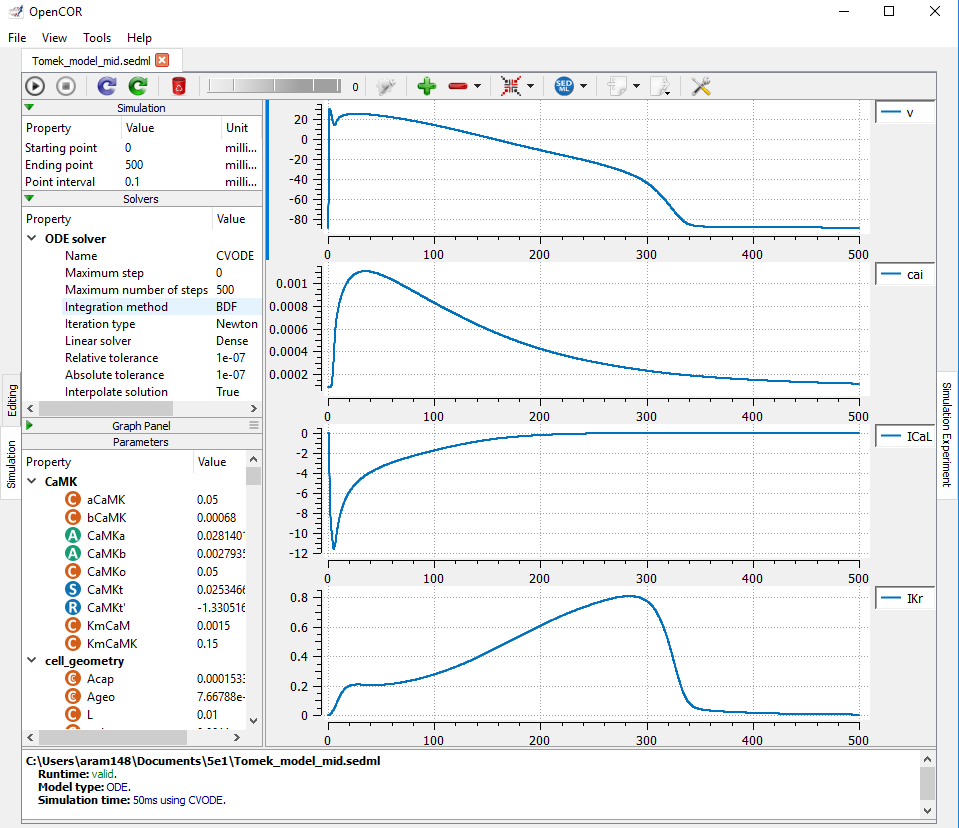 OpenCOR
File View Tools Help
Tomek_model_mid.sedml
0
SED ML
Editing
Simulation
Simulation
Property Value Unit
Starting point 0 milli...
Ending point 500 milli...
Point interval 0.1 milli...
Solvers
Property Value
ODE solver
Name CVODE
Maximum step 0
Maximum number of steps 500
Integration method BDF
Iteration type Newton
Linear solver Dense
Relative tolerance 1e-07
Absolute tolerance 1e-07
Interpolate solution True
Graph Panel
Parameters
Property Value
CaMK
C aCaMK 0.05
C bCaMK 0.00068
A CaMKa 0.028140
A CaMKb 0.0027935
C CaMKo 0.05
S CaMKt 0.0253466
R CaMKt' -1.330516
C KmCaM 0.0015
C KmCaMK 0.15
cell_geometry
C Acap 0.0001533
C Ageo 7.66788e-
C L 0.01
20
0
-20
-40
-60
-80
0 100 200 300 400 500
v
0.001
0.0008
0.0006
0.0004
0.0002
0 100 200 300 400 500
cai
0
-2
-4
-6
-8
-10
-12
0 100 200 300 400 500
ICaL
0.8
0.6
0.4
0.2
0
0 100 200 300 400 500
IKr
Simulation Experiment
C:\Users\aram148\Documents\5e1\Tomek_model_mid.sedml
Runtime: valid.
Model type: ODE.
Simulation time: 50ms using CVODE.